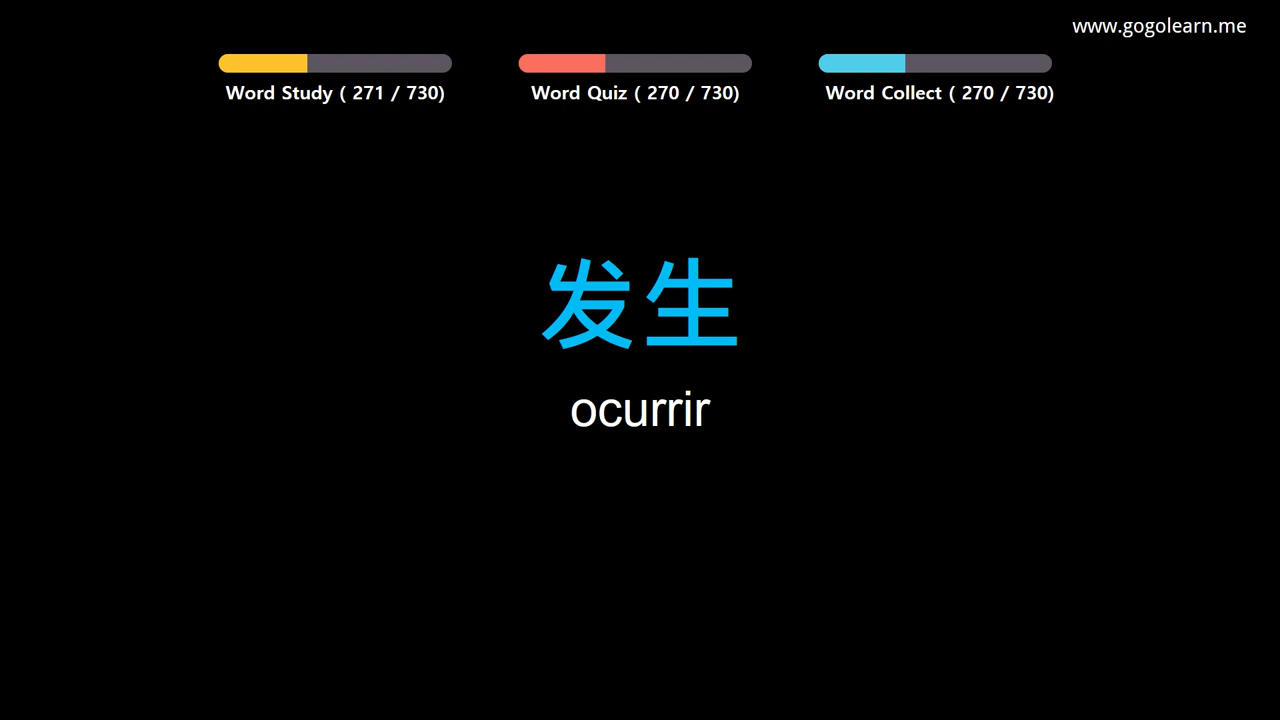 www.gogolearn.me
Word Study ( 271 / 730)
Word Quiz ( 270 / 730)
Word Collect ( 270 / 730)
发生
ocurrir